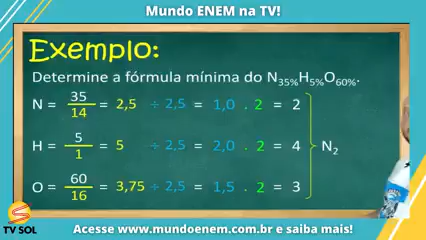 Mundo ENEM na TV!
Exemplo:
Determine a fórmula mínima do N35%H5%O60%.
N = 35/14 = 2,5 ÷ 2,5 = 1,0 . 2 = 2
H = 5/1 = 5 ÷ 2,5 = 2,0 . 2 = 4
N2
O = 60/16 = 3,75 ÷ 2,5 = 1,5 . 2 = 3
TV SOL
Acesse www.mundoenem.com.br e saiba mais!